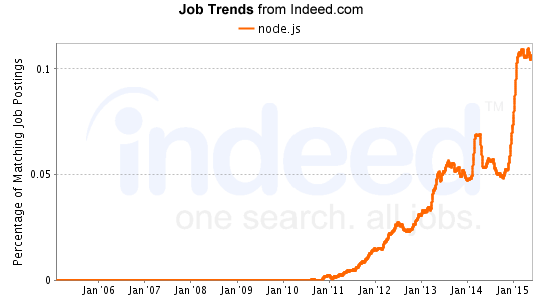 Job Trends from Indeed.com
node.js
Percentage of Matching Job Postings
0.1
0.05
0
indeed™
one search. all jobs.
Jan'06 Jan'07 Jan'08 Jan'09 Jan'10 Jan'11 Jan'12 Jan'13 Jan'14 Jan'15